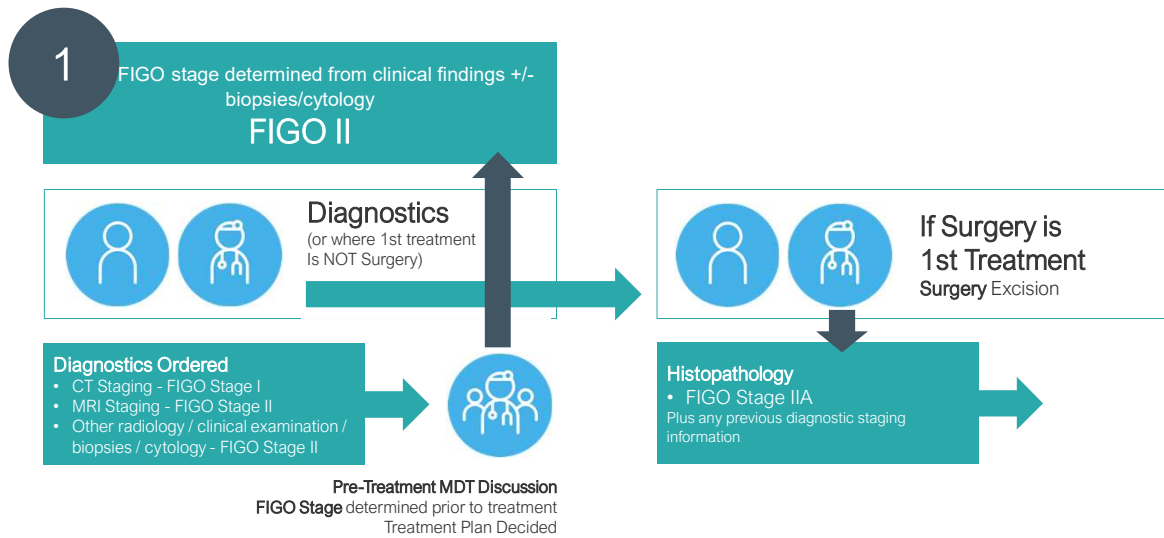 1
FIGO stage determined from clinical findings +/-
biopsies/cytology
FIGO II
Diagnostics
(or where 1st treatment
Is NOT Surgery)
If Surgery is
1st Treatment
Surgery Excision
Diagnostics Ordered
• CT Staging - FIGO Stage I
• MRI Staging - FIGO Stage II
• Other radiology / clinical examination /
biopsies / cytology - FIGO Stage II
Histopathology
• FIGO Stage IIA
Plus any previous diagnostic staging
information
Pre-Treatment MDT Discussion
FIGO Stage determined prior to treatment
Treatment Plan Decided